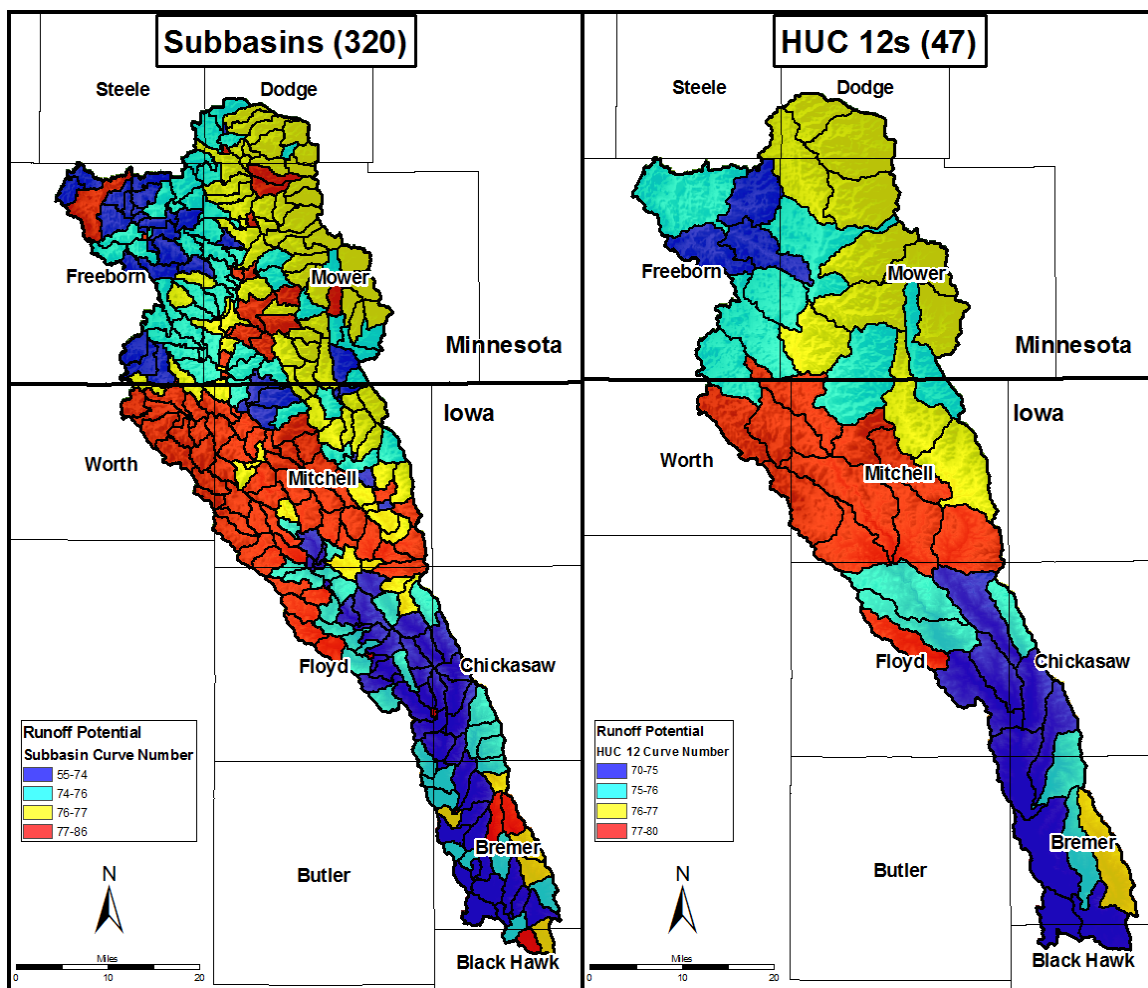 Subbasins (320)
Steele
Dodge
Freeborn
Mower
Minnesota
Iowa
Worth
Mitchell
Floyd
Chickasaw
Butler
Bremer
Black Hawk
Runoff Potential
Subbasin Curve Number
55-74
74-76
76-77
77-86
N
Miles
0 10 20
HUC 12s (47)
Steele
Dodge
Freeborn
Mower
Minnesota
Iowa
Worth
Mitchell
Floyd
Chickasaw
Butler
Bremer
Black Hawk
Runoff Potential
HUC 12 Curve Number
70-75
75-76
76-77
77-80
N
Miles
0 10 20